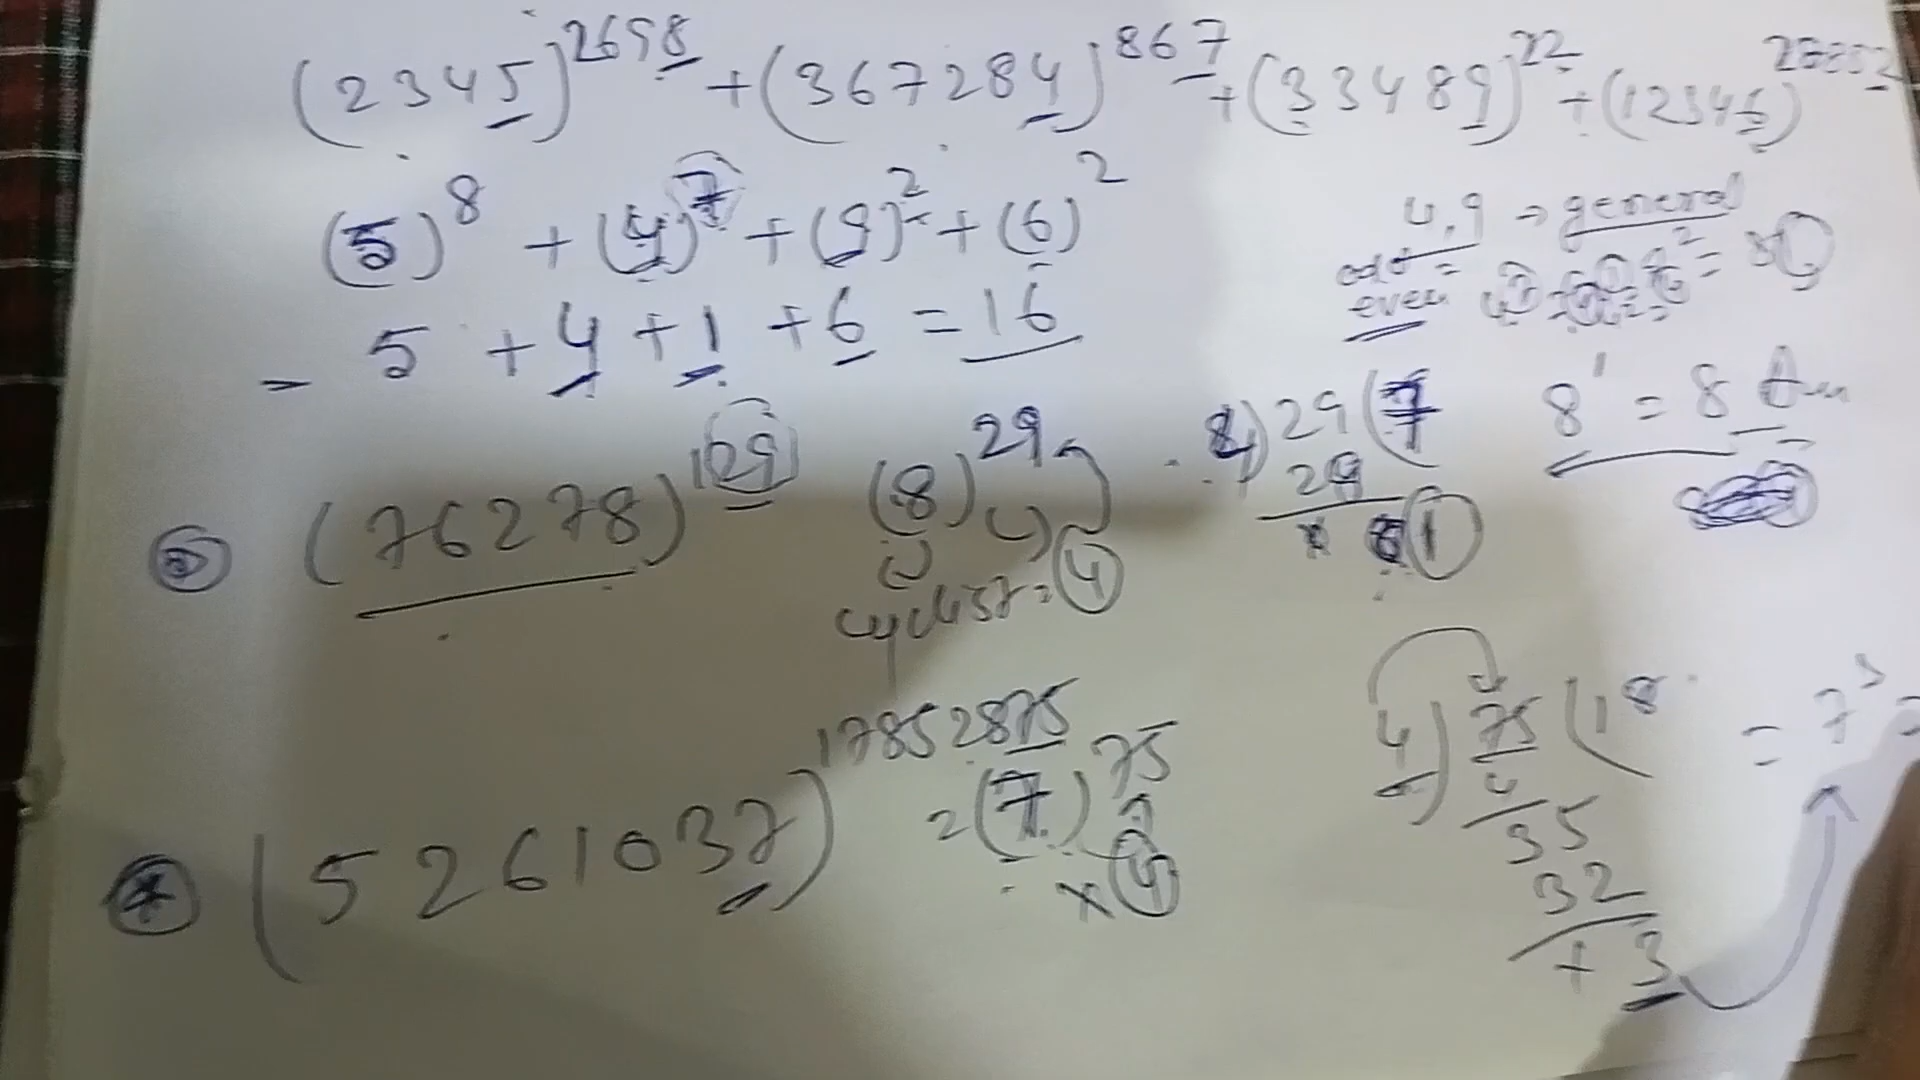 (2345)^2698 + (367284)^867 + (33489)^22 + (12346)
(5)^8 + (4)^7 + (9)^2 + (6)^2
4,9 → general
odd =
even
= 5 + 4 + 1 + 6 = 16
(76278)^129 (8)^29
4) 29 (7
28
x 1
8^1 = 8 Ans
= 4
(5261037)^17852875 = (7)^75
4
4) 75 (18
4
35
32
+ 3
= 7^3 =